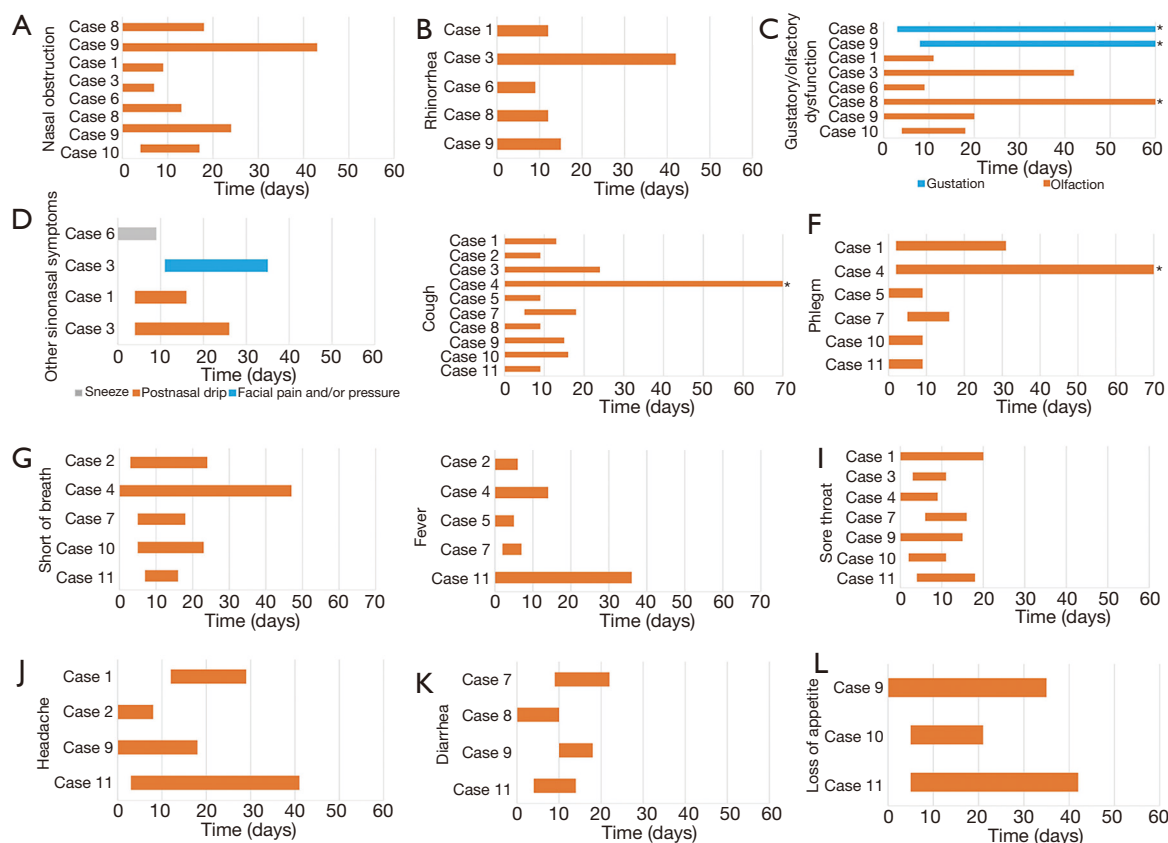 A
Nasal obstruction
Case 8
Case 9
Case 1
Case 3
Case 6
Case 8
Case 9
Case 10
0 10 20 30 40 50 60
Time (days)
B
Rhinorrhea
Case 1
Case 3
Case 6
Case 8
Case 9
0 10 20 30 40 50 60
Time (days)
C
Gustatory/olfactory
dysfunction
Case 8 *
Case 9 *
Case 1
Case 3
Case 6
Case 8 *
Case 9
Case 10
0 10 20 30 40 50 60
Time (days)
Gustation Olfaction
D
Other sinonasal symptoms
Case 6
Case 3
Case 1
Case 3
0 10 20 30 40 50 60
Time (days)
Sneeze Postnasal drip Facial pain and/or pressure
Cough
Case 1
Case 2
Case 3
Case 4 *
Case 5
Case 7
Case 8
Case 9
Case 10
Case 11
0 10 20 30 40 50 60 70
Time (days)
F
Phlegm
Case 1
Case 4 *
Case 5
Case 7
Case 10
Case 11
0 10 20 30 40 50 60 70
Time (days)
G
Short of breath
Case 2
Case 4
Case 7
Case 10
Case 11
0 10 20 30 40 50 60 70
Time (days)
Fever
Case 2
Case 4
Case 5
Case 7
Case 11
0 10 20 30 40 50 60 70
Time (days)
I
Sore throat
Case 1
Case 3
Case 4
Case 7
Case 9
Case 10
Case 11
0 10 20 30 40 50 60
Time (days)
J
Headache
Case 1
Case 2
Case 9
Case 11
0 10 20 30 40 50 60
Time (days)
K
Diarrhea
Case 7
Case 8
Case 9
Case 11
0 10 20 30 40 50 60
Time (days)
L
Loss of appetite
Case 9
Case 10
Case 11
0 10 20 30 40 50 60
Time (days)